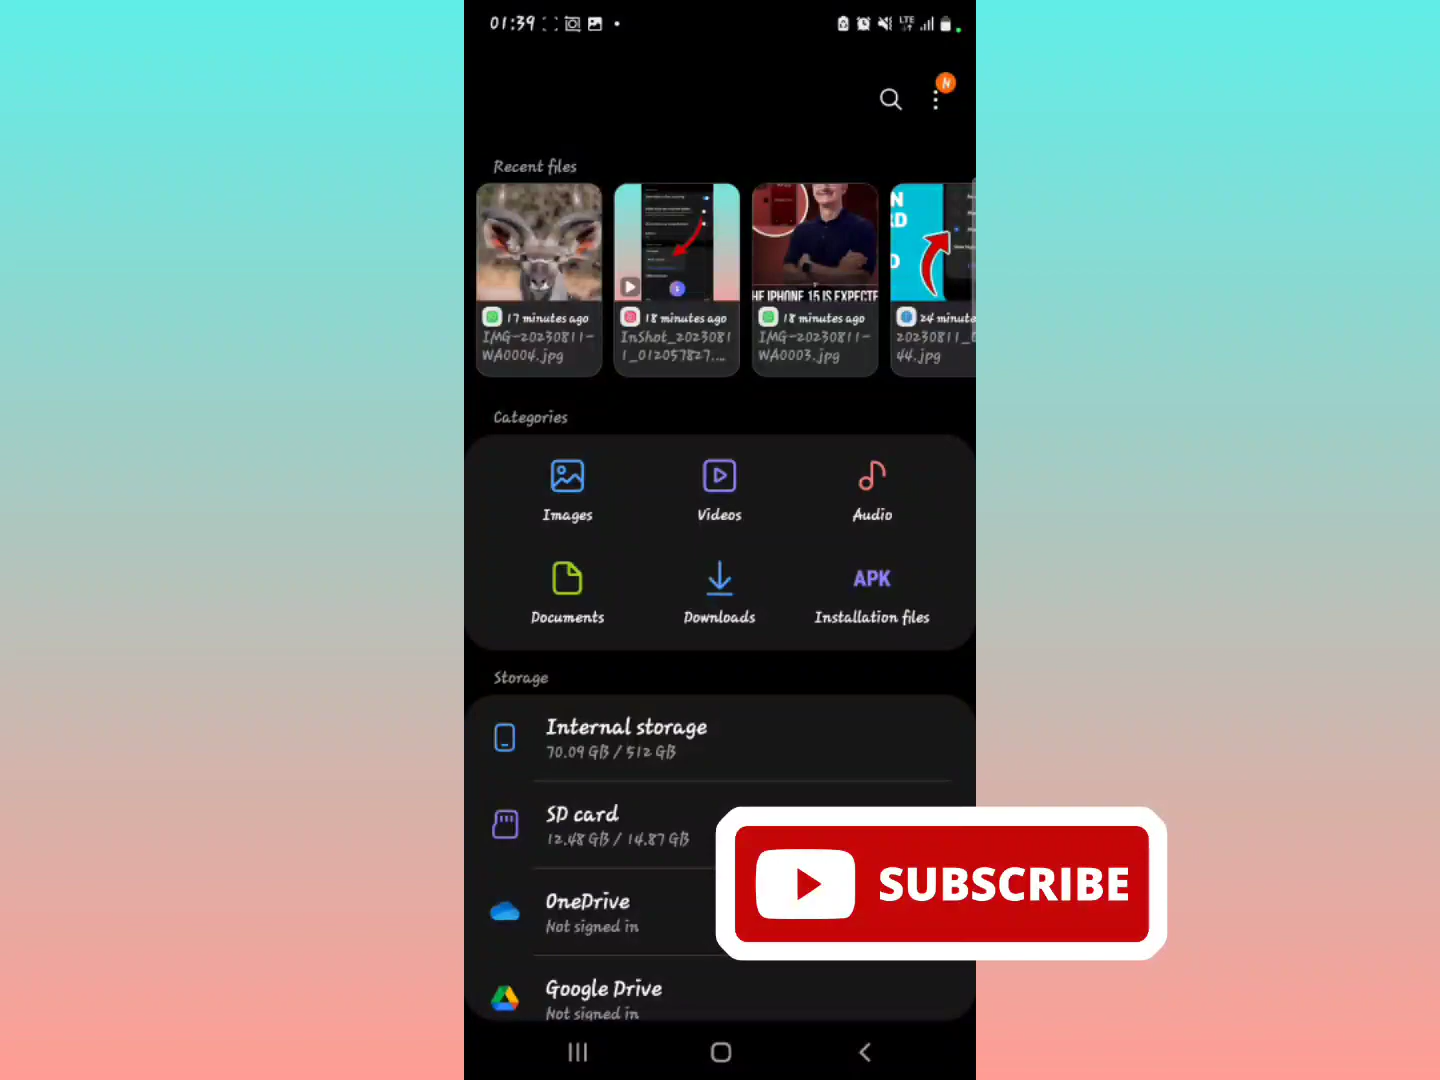 01:39
LTE
N
Recent files
17 minutes ago
IMG-20230811-
WA0004.jpg
18 minutes ago
InShot_2023081
1_012057827....
HE IPHONE 15 IS EXPECTE
18 minutes ago
IMG-20230811-
WA0003.jpg
24 minute
44.jpg
Categories
Images
Videos
Audio
Documents
Downloads
APK
Installation files
Storage
Internal storage
70.09 GB / 512 GB
SD card
12.48 GB / 14.87 GB
OneDrive
Not signed in
Google Drive
Not signed in
SUBSCRIBE